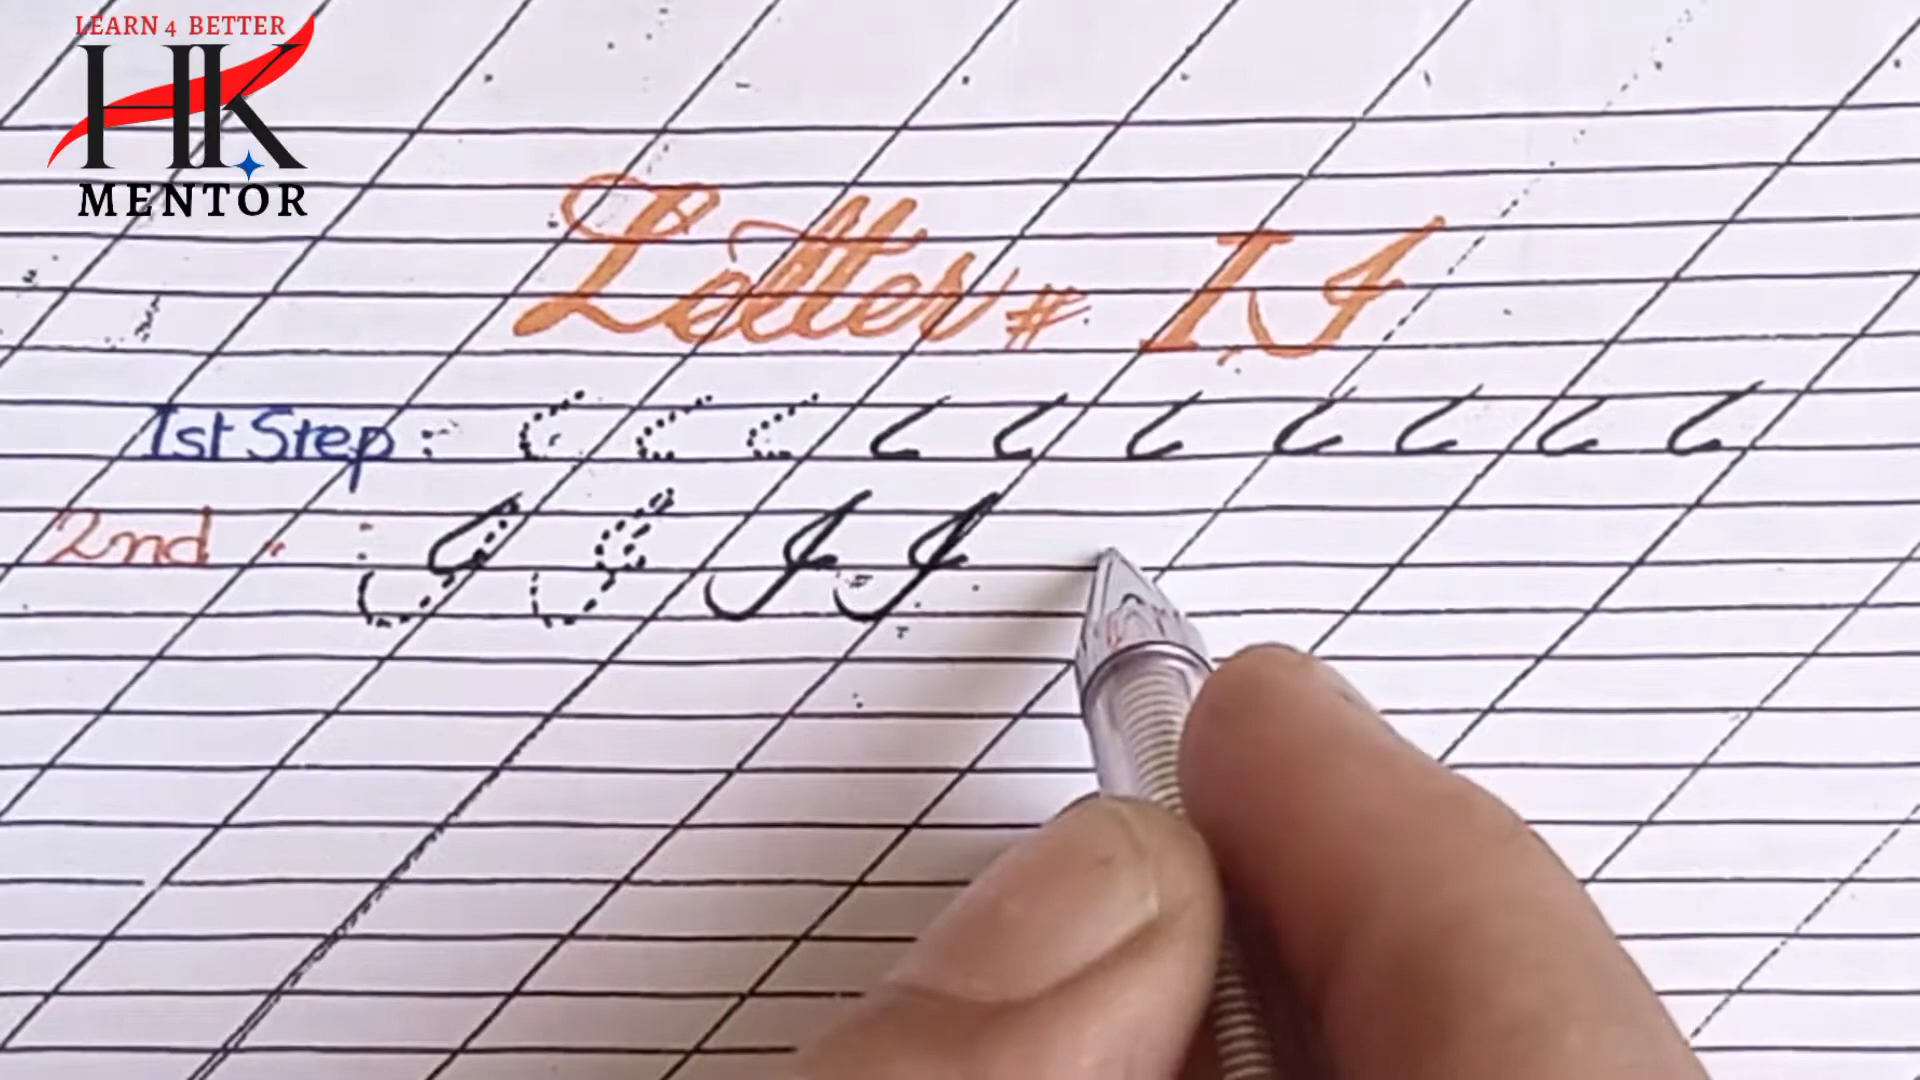 LEARN 4 BETTER
HK
MENTOR
Letter # I, I
1st Step :
2nd :